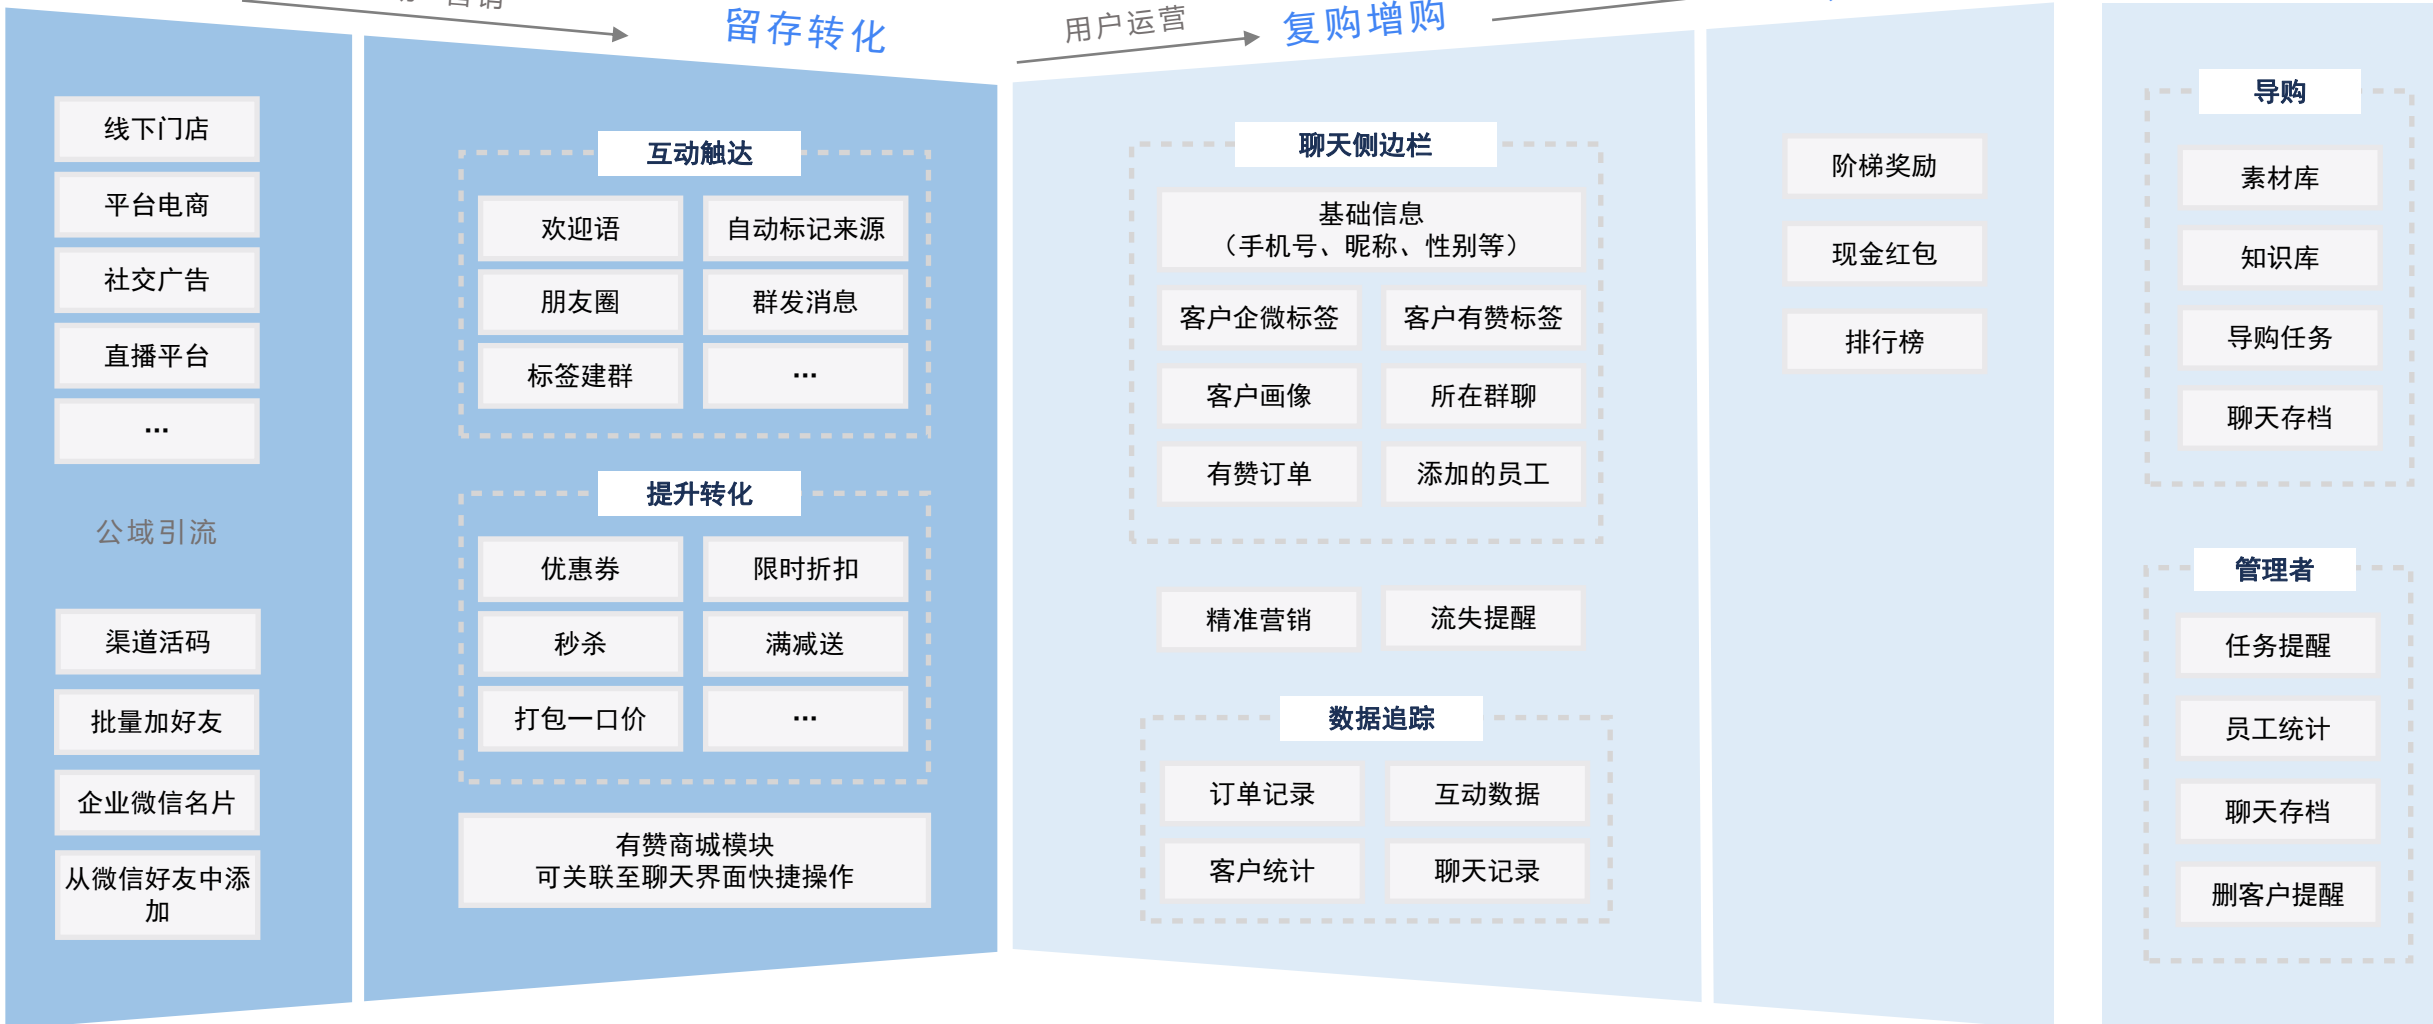 留存转化
用户运营
复购增购
线下门店
平台电商
社交广告
直播平台
...
公域引流
渠道活码
批量加好友
企业微信名片
从微信好友中添
加
互动触达
欢迎语
自动标记来源
朋友圈
群发消息
标签建群
...
提升转化
优惠券
限时折扣
秒杀
满减送
打包一口价
...
有赞商城模块
可关联至聊天界面快捷操作
聊天侧边栏
基础信息
（手机号、昵称、性别等）
客户企微标签
客户有赞标签
客户画像
所在群聊
有赞订单
添加的员工
精准营销
流失提醒
数据追踪
订单记录
互动数据
客户统计
聊天记录
阶梯奖励
现金红包
排行榜
导购
素材库
知识库
导购任务
聊天存档
管理者
任务提醒
员工统计
聊天存档
删客户提醒